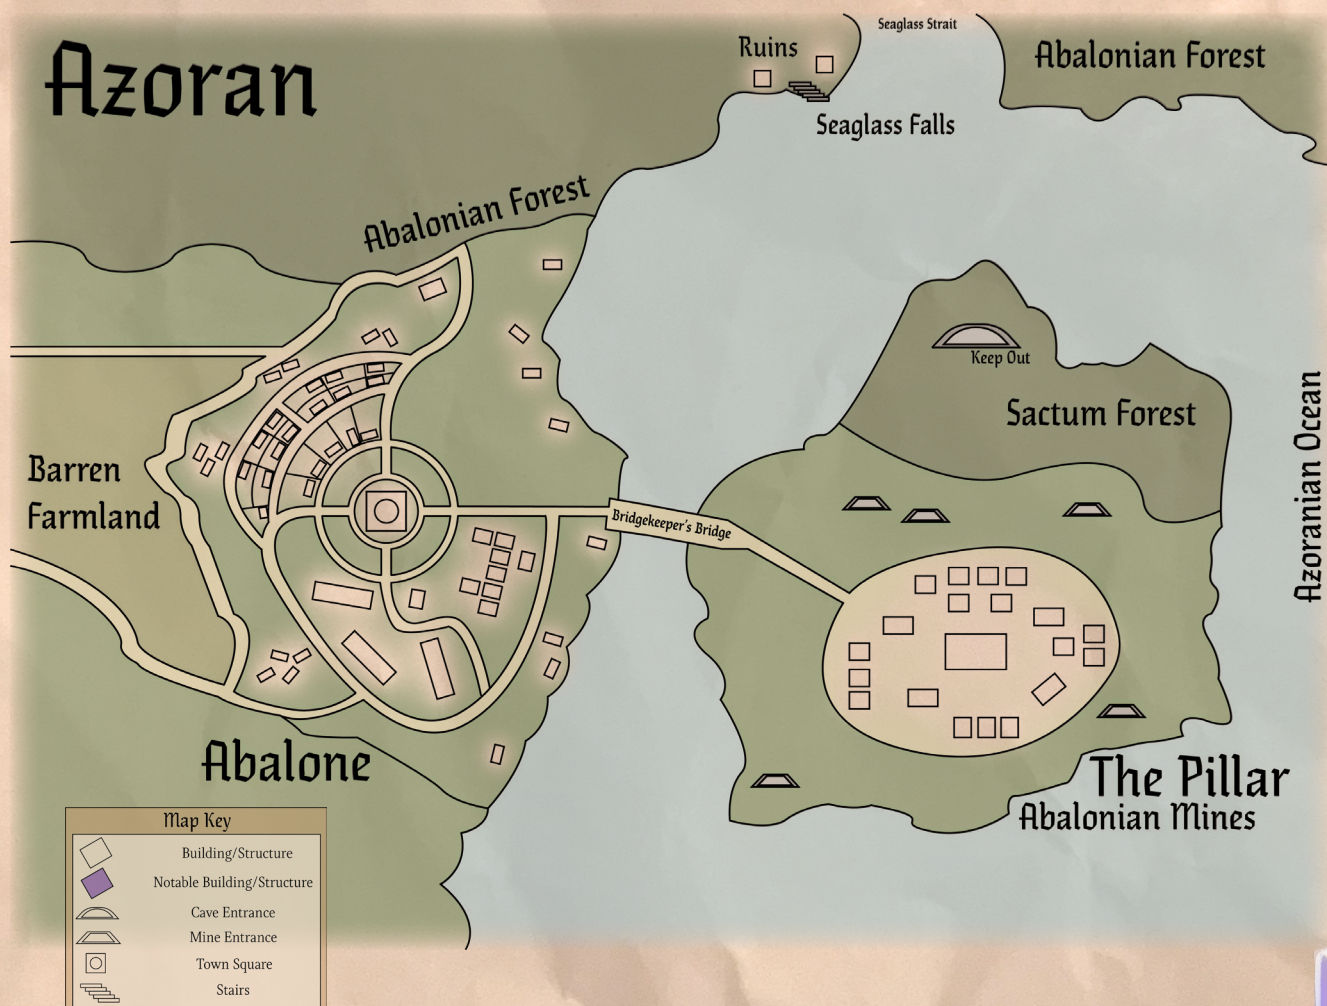 Azoran
Seaglass Strait
Ruins
Abalonian Forest
Seaglass Falls
Abalonian Forest
Keep Out
Sactum Forest
Azoranian Ocean
Barren
Farmland
Bridgekeeper's Bridge
Abalone
The Pillar
Abalonian Mines
Map Key
Building/Structure
Notable Building/Structure
Cave Entrance
Mine Entrance
Town Square
Stairs